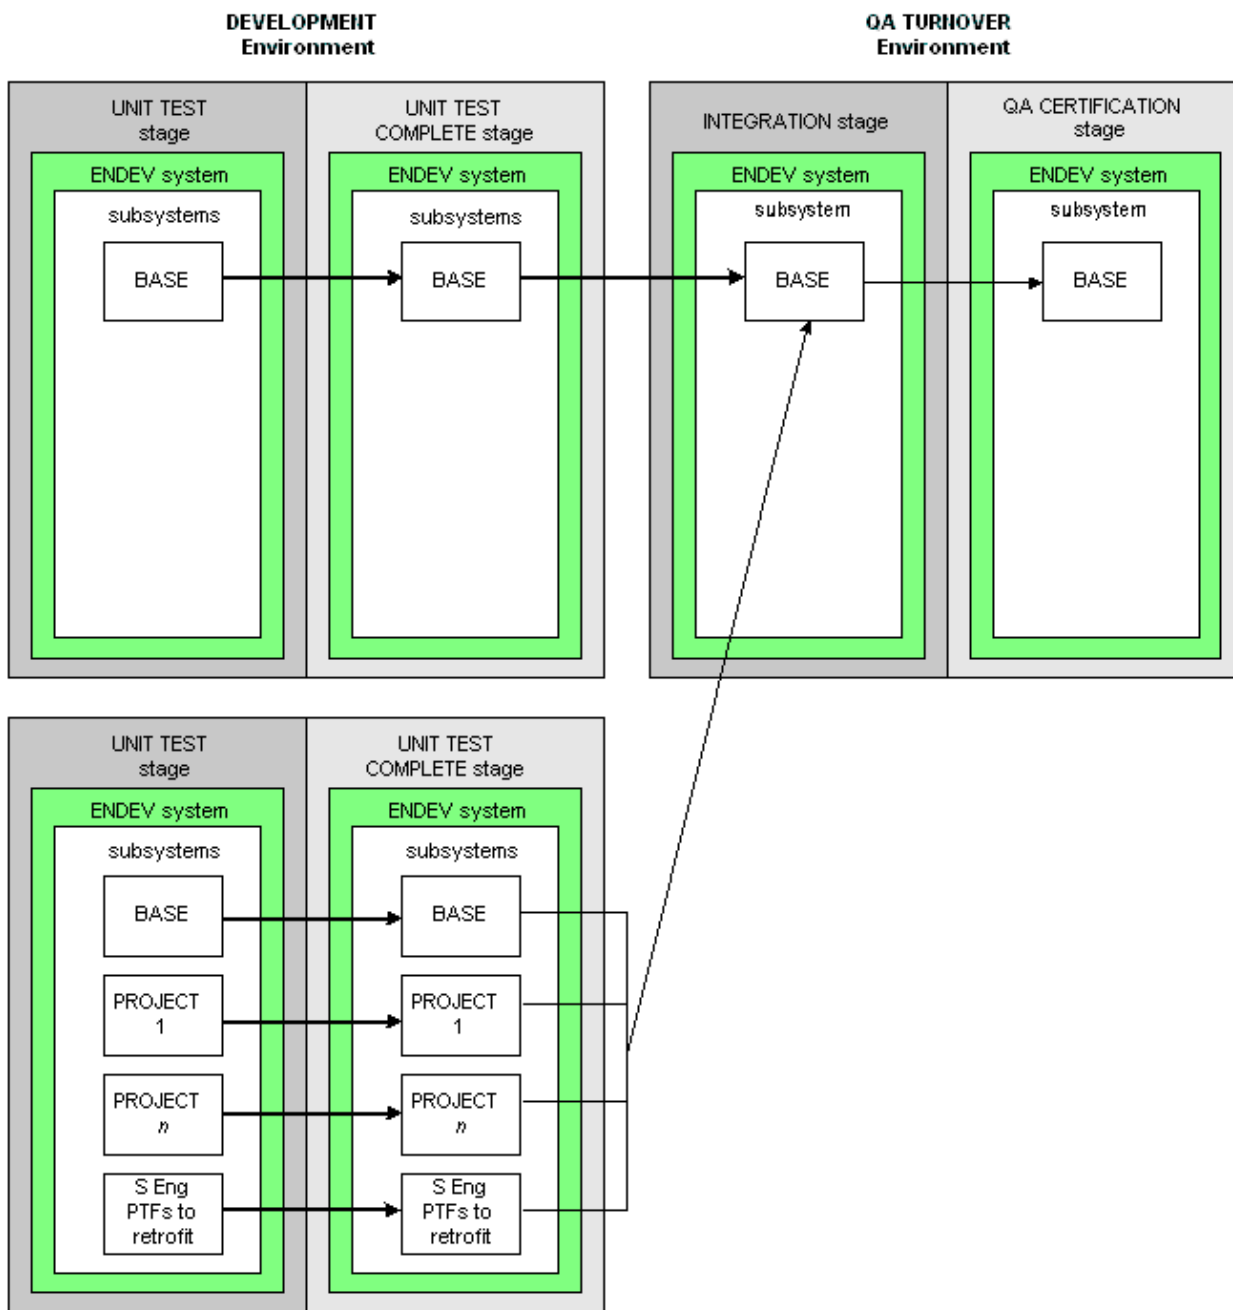 DEVELOPMENT
Environment
QA TURNOVER
Environment
UNIT TEST
stage
UNIT TEST
COMPLETE stage
INTEGRATION stage
QA CERTIFICATION
stage
ENDEV system
ENDEV system
ENDEV system
ENDEV system
subsystems
subsystems
subsystem
subsystem
BASE
BASE
BASE
BASE
UNIT TEST
stage
UNIT TEST
COMPLETE stage
ENDEV system
ENDEV system
subsystems
subsystems
BASE
BASE
PROJECT
1
PROJECT
1
PROJECT
n
PROJECT
n
S Eng
PTFs to
retrofit
S Eng
PTFs to
retrofit